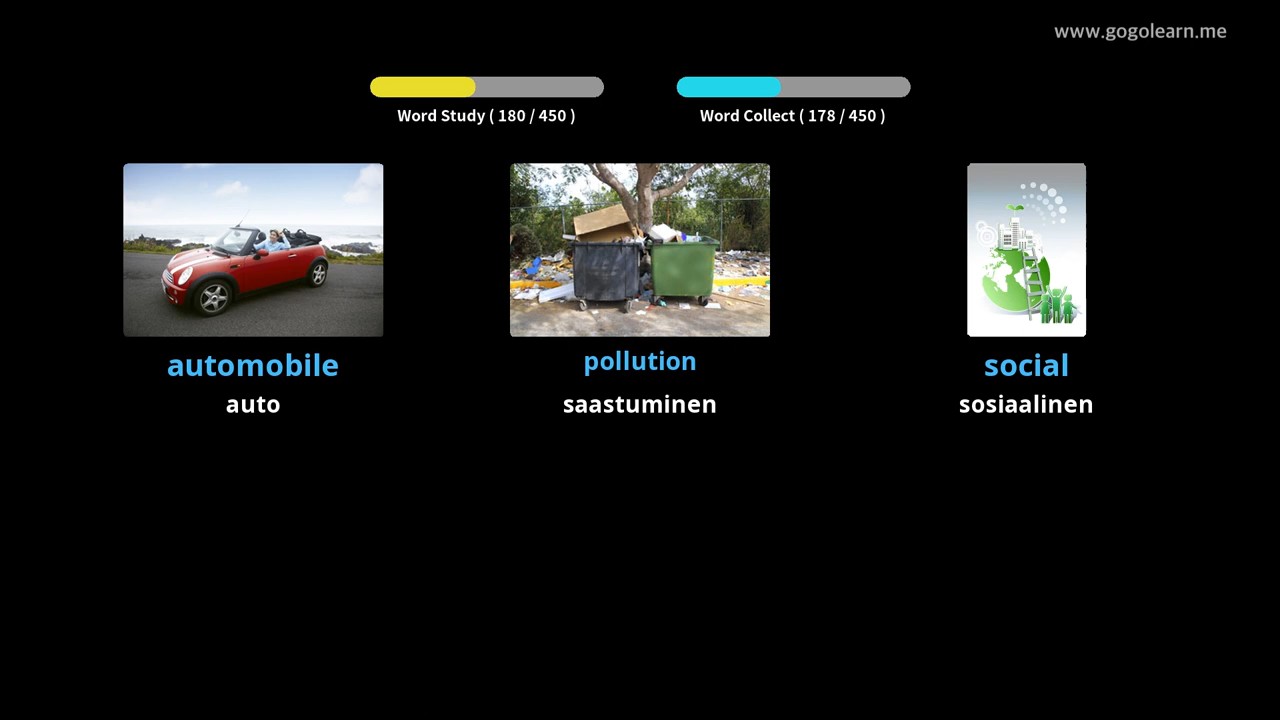 www.gogolearn.me
Word Study ( 180 / 450 )
Word Collect ( 178 / 450 )
automobile
auto
pollution
saastuminen
social
sosiaalinen